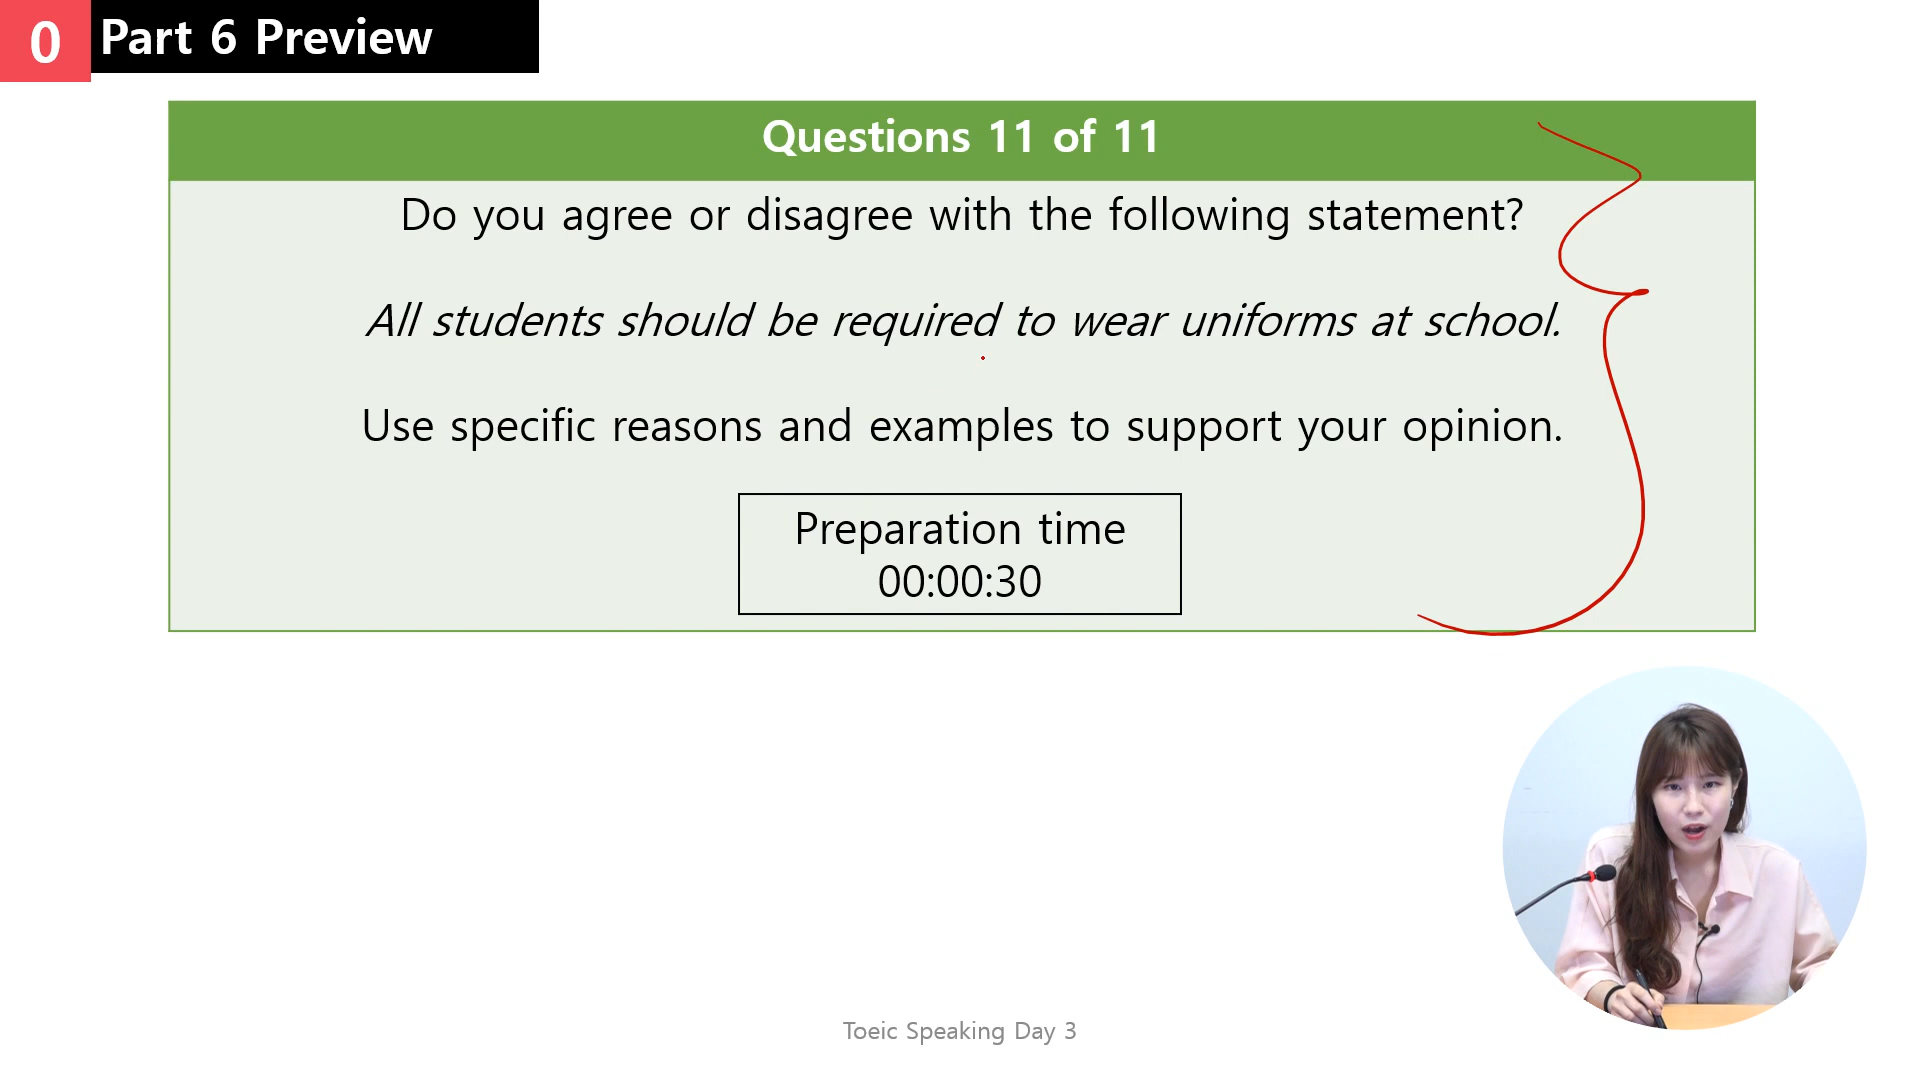 0 Part 6 Preview
Questions 11 of 11
Do you agree or disagree with the following statement?
All students should be required to wear uniforms at school.
Use specific reasons and examples to support your opinion.
Preparation time
00:00:30
Toeic Speaking Day 3